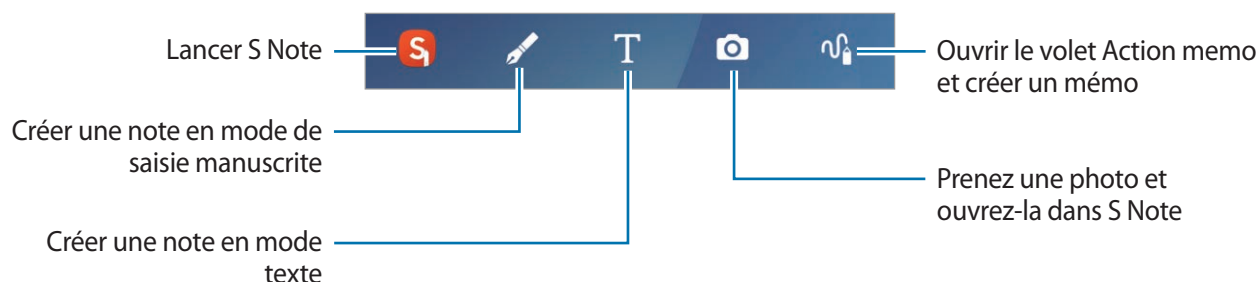 Lancer S Note
S
T
Ouvrir le volet Action memo
et créer un mémo
Créer une note en mode de
saisie manuscrite
Prenez une photo et
ouvrez-la dans S Note
Créer une note en mode
texte